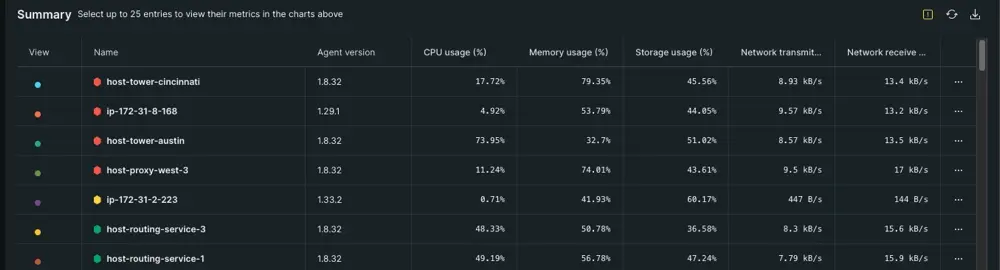 Summary Select up to 25 entries to view their metrics in the charts above
View Name Agent version CPU usage (%) Memory usage (%) Storage usage (%) Network transmit... Network receive ...
host-tower-cincinnati 1.8.32 17.72% 79.35% 45.56% 8.93 kB/s 13.4 kB/s ...
ip-172-31-8-168 1.29.1 4.92% 53.79% 44.05% 9.57 kB/s 13.2 kB/s ...
host-tower-austin 1.8.32 73.95% 32.7% 51.02% 8.57 kB/s 13.5 kB/s ...
host-proxy-west-3 1.8.32 11.24% 74.01% 43.61% 9.5 kB/s 17 kB/s ...
ip-172-31-2-223 1.33.2 0.71% 41.93% 60.17% 447 B/s 144 B/s ...
host-routing-service-3 1.8.32 48.33% 50.78% 36.58% 8.3 kB/s 15.6 kB/s ...
host-routing-service-1 1.8.32 49.19% 56.78% 47.24% 7.79 kB/s 15.9 kB/s ...